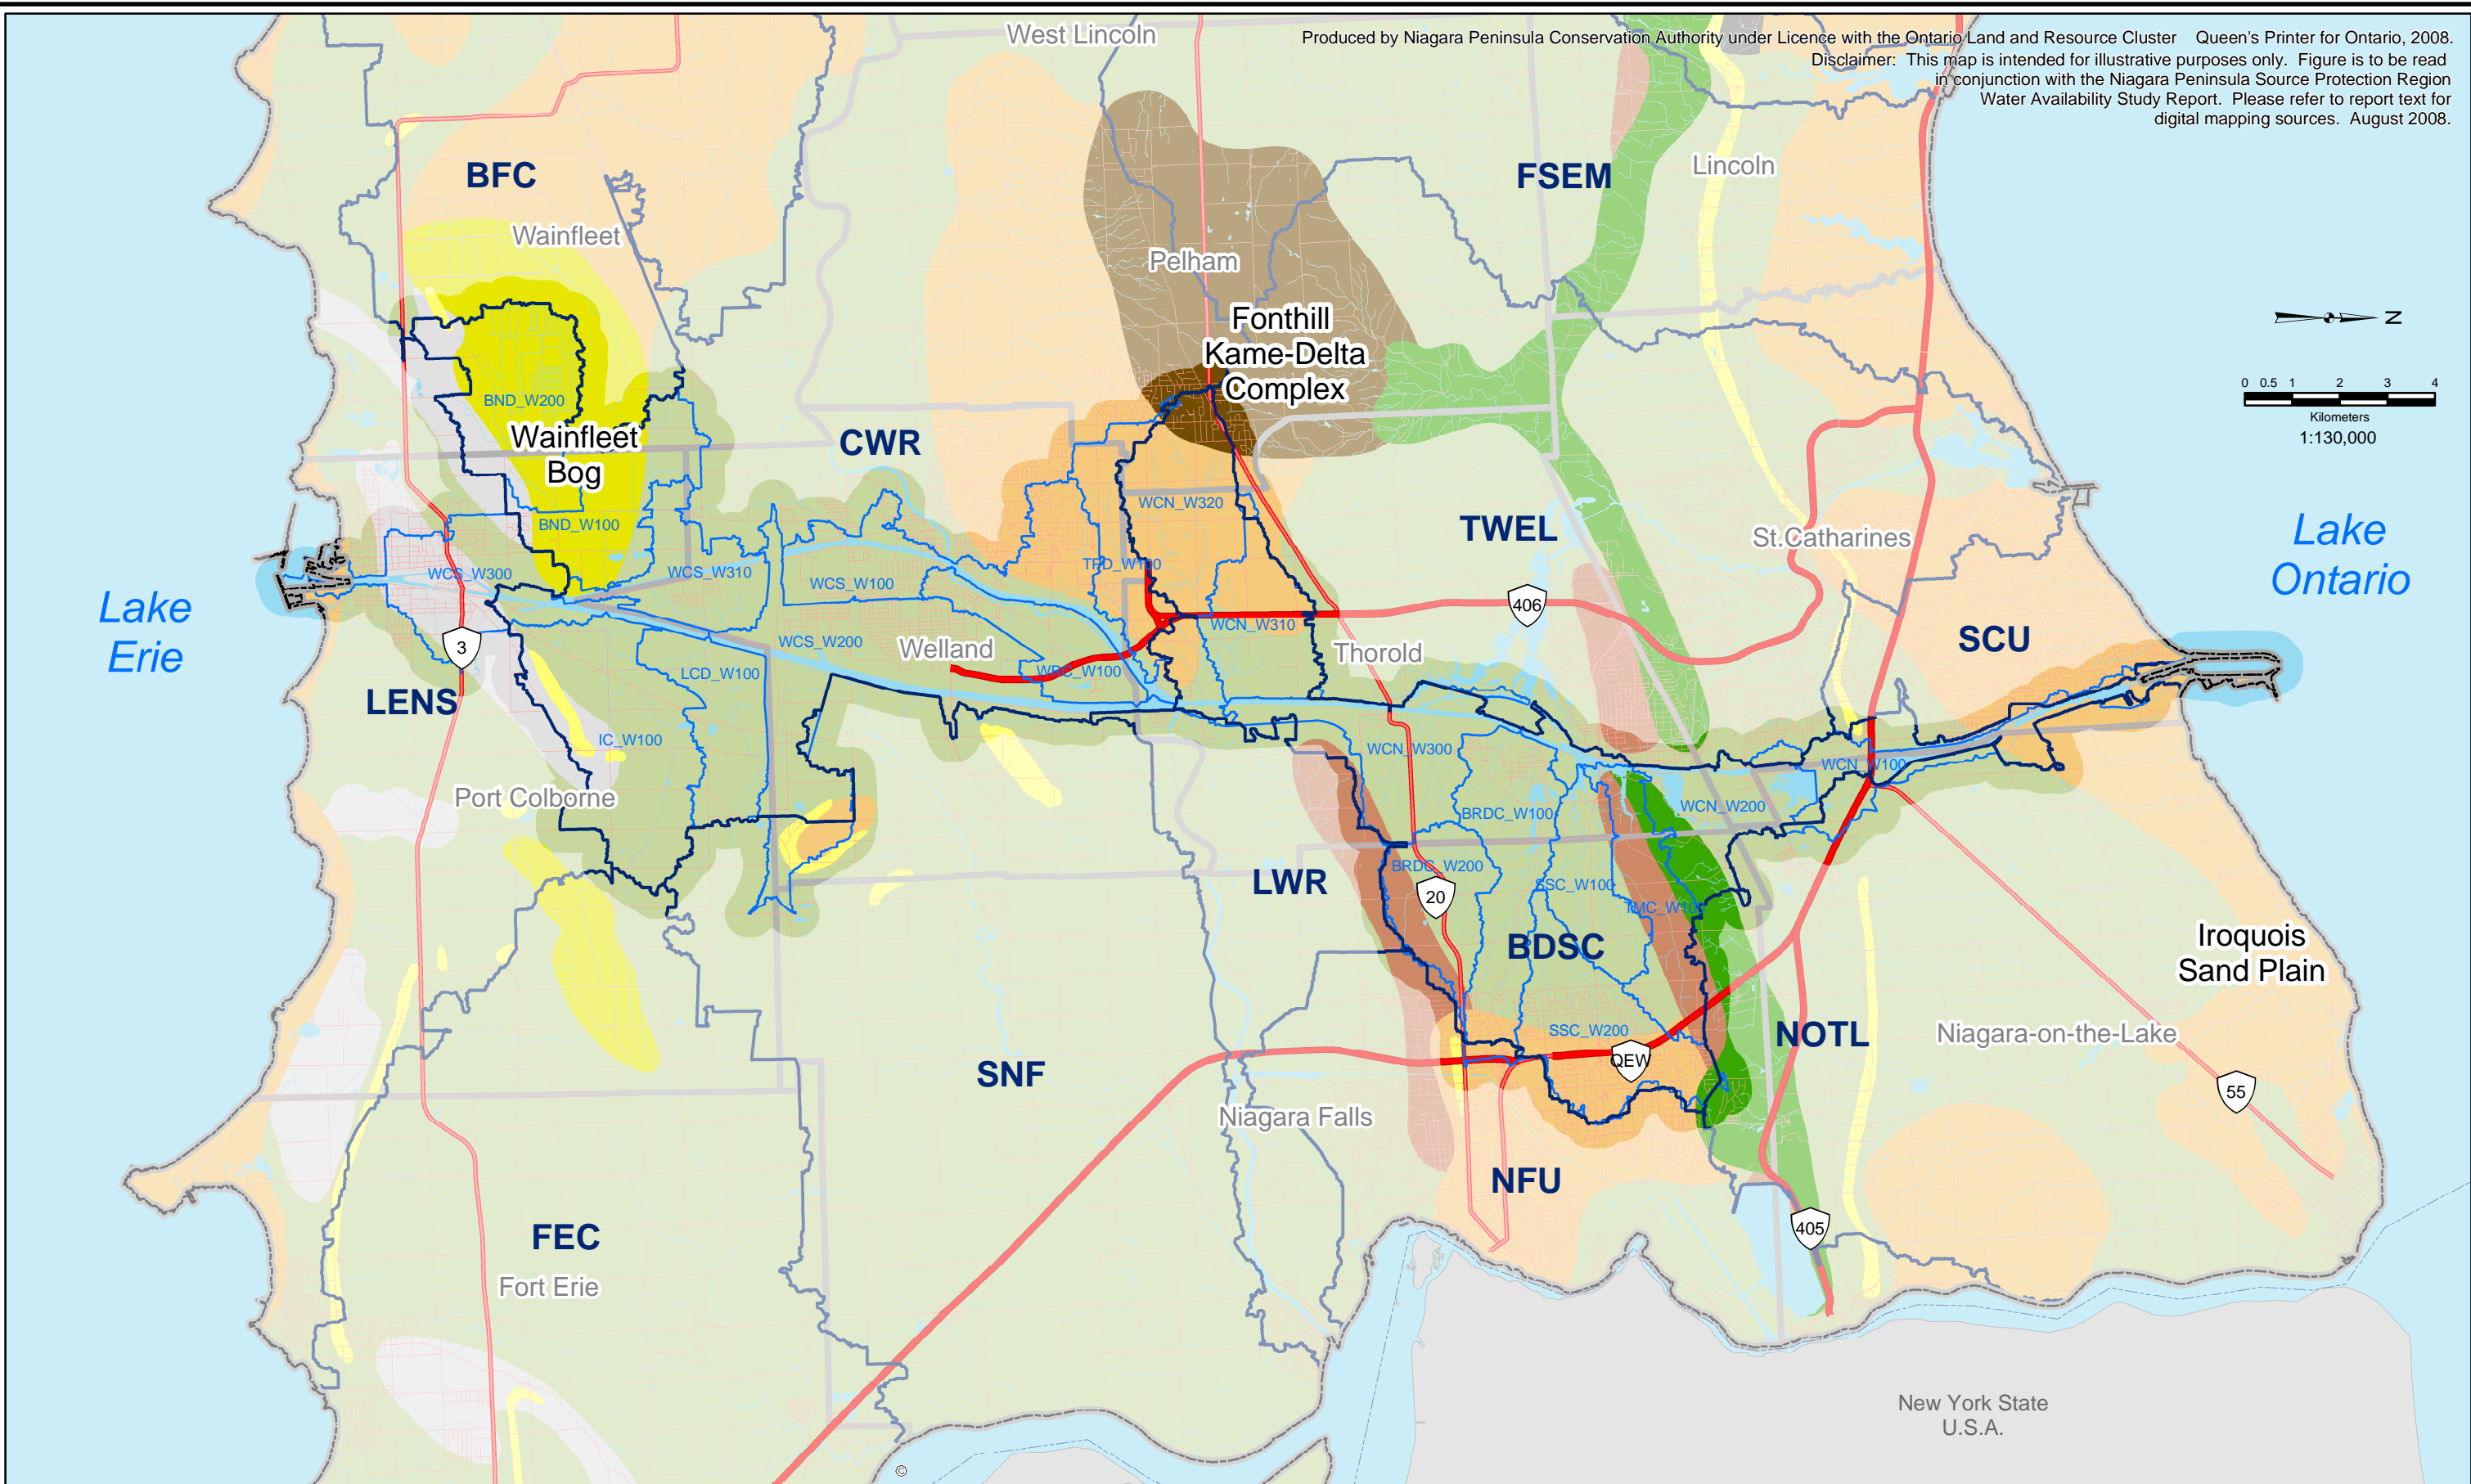 West Lincoln
Produced by Niagara Peninsula Conservation Authority under Licence with the Ontario Land and Resource Cluster Queen's Printer for Ontario, 2008.
Disclaimer: This map is intended for illustrative purposes only. Figure is to be read
in conjunction with the Niagara Peninsula Source Protection Region
Water Availability Study Report. Please refer to report text for
digital mapping sources. August 2008.
BFC
FSEM
Lincoln
Wainfleet
Pelham
Fonthill
Kame-Delta
Complex
N
0 0.5 1 2 3 4
Kilometers
1:130,000
BND_W200
Wainfleet
Bog
CWR
WCN_W320
BND_W100
TWEL
St.Catharines
Lake
Ontario
WCS_W300
WCS_W310
WCS_W100
TFD_W100
406
Lake
Erie
3
WCS_W200
Welland
WCN_W310
Thorold
SCU
LCD_W100
WRC_W100
LENS
IC_W100
WCN_W300
WCN_W100
Port Colborne
BRDC_W100
WCN_W200
LWR
BRDC_W200
20
SSC_W100
TMC_W100
BDSC
Iroquois
Sand Plain
SSC_W200
NOTL
Niagara-on-the-Lake
SNF
QEW
55
Niagara Falls
NFU
FEC
405
Fort Erie
New York State
U.S.A.
©